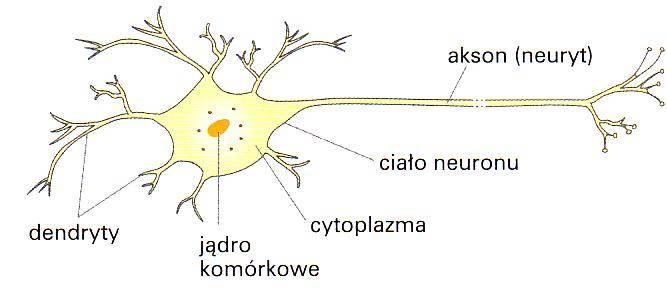 akson (neuryt)
ciało neuronu
cytoplazma
dendryty
jądro
komórkowe